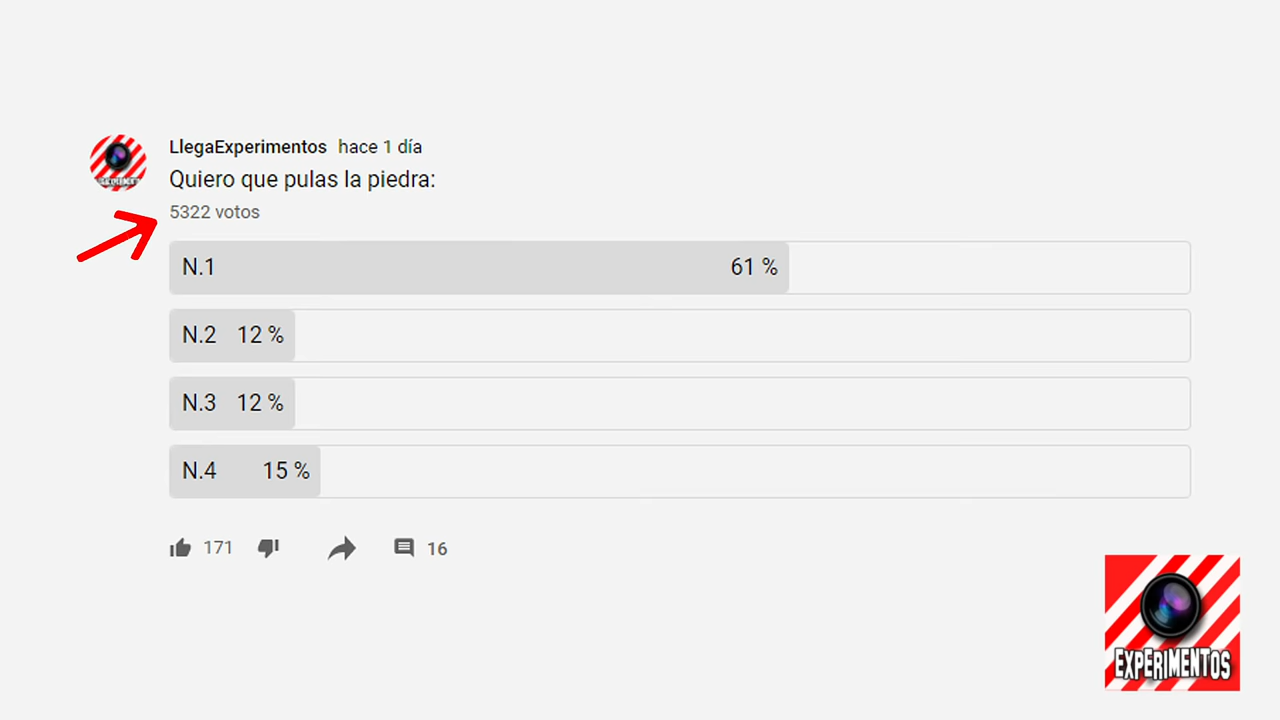 LlegaExperimentos hace 1 día
Quiero que pulas la piedra:
5322 votos
N.1 61 %
N.2 12 %
N.3 12 %
N.4 15 %
171 16
EXPERIMENTOS